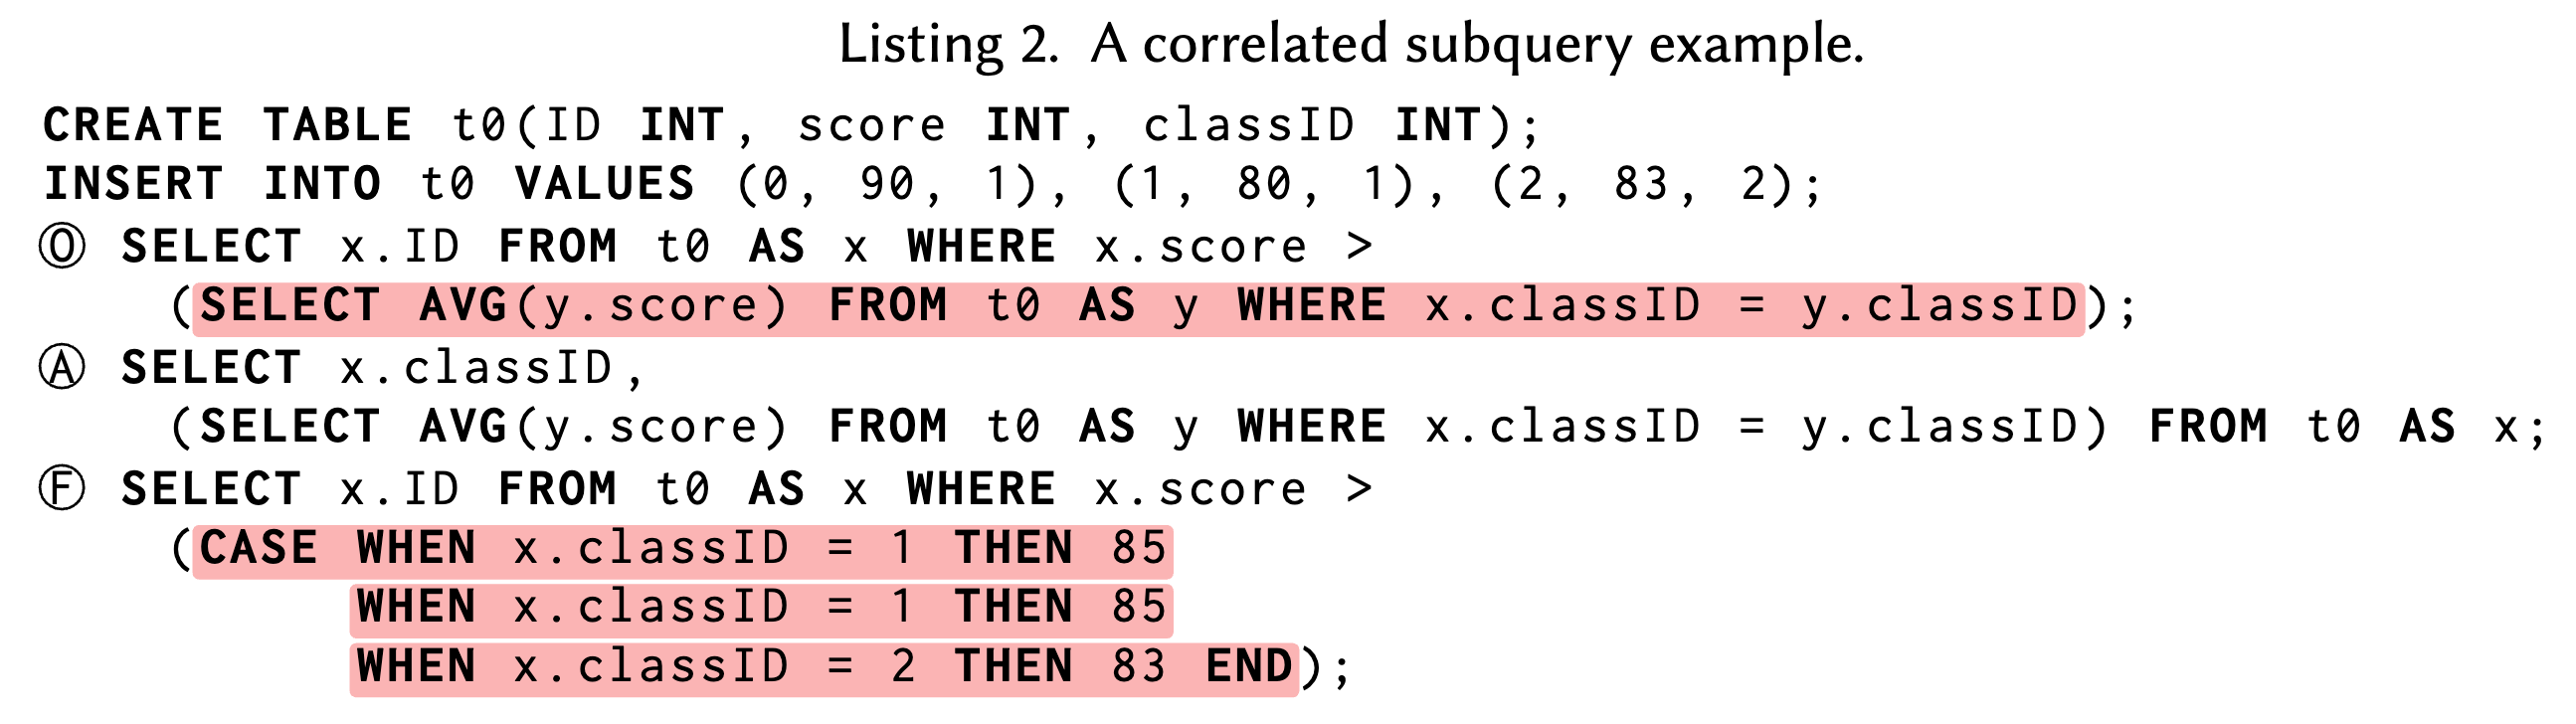 Listing 2. A correlated subquery example.
CREATE TABLE t0(ID INT, score INT, classID INT);
INSERT INTO t0 VALUES (0, 90, 1), (1, 80, 1), (2, 83, 2);
Ⓞ SELECT x.ID FROM t0 AS x WHERE x.score >
(SELECT AVG(y.score) FROM t0 AS y WHERE x.classID = y.classID);
Ⓐ SELECT x.classID,
(SELECT AVG(y.score) FROM t0 AS y WHERE x.classID = y.classID) FROM t0 AS x;
Ⓕ SELECT x.ID FROM t0 AS x WHERE x.score >
(CASE WHEN x.classID = 1 THEN 85
WHEN x.classID = 1 THEN 85
WHEN x.classID = 2 THEN 83 END);